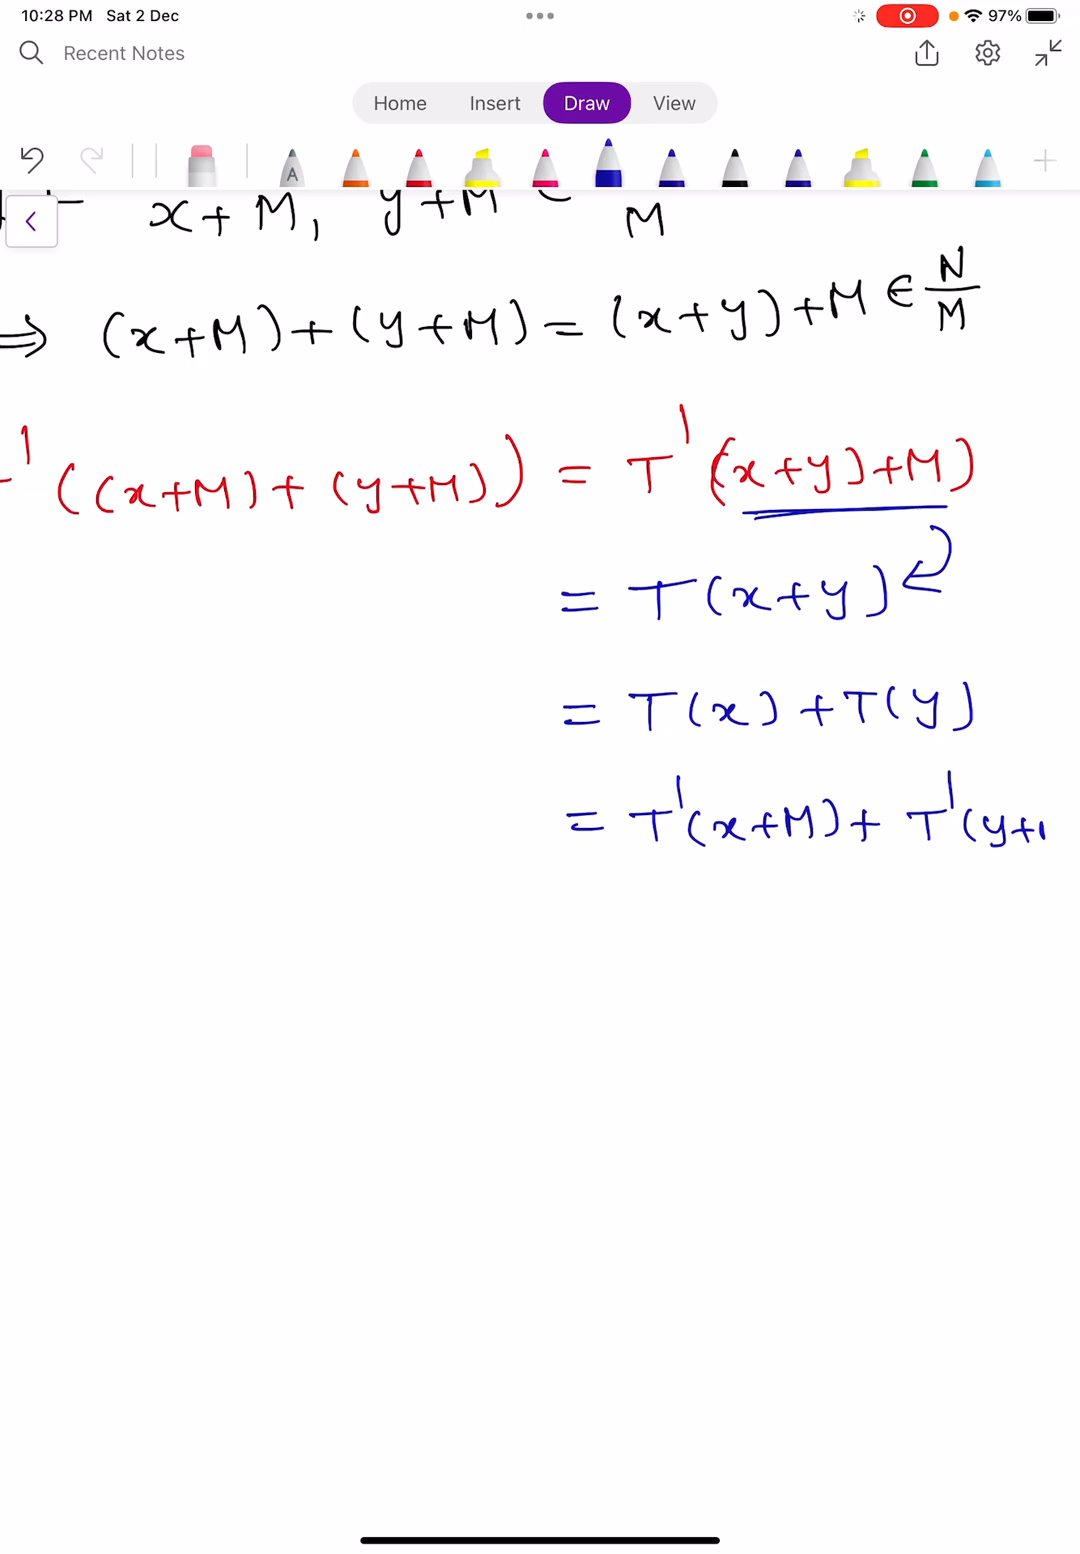 10:28 PM Sat 2 Dec 97%
Recent Notes
Home Insert Draw View
A
x+M, y+M M
⇒ (x+M)+(y+M) = (x+y)+M ∈ N/M
' ((x+M)+(y+M)) = T'((x+y)+M)
= T(x+y)
= T(x)+T(y)
= T'(x+M)+ T'(y+